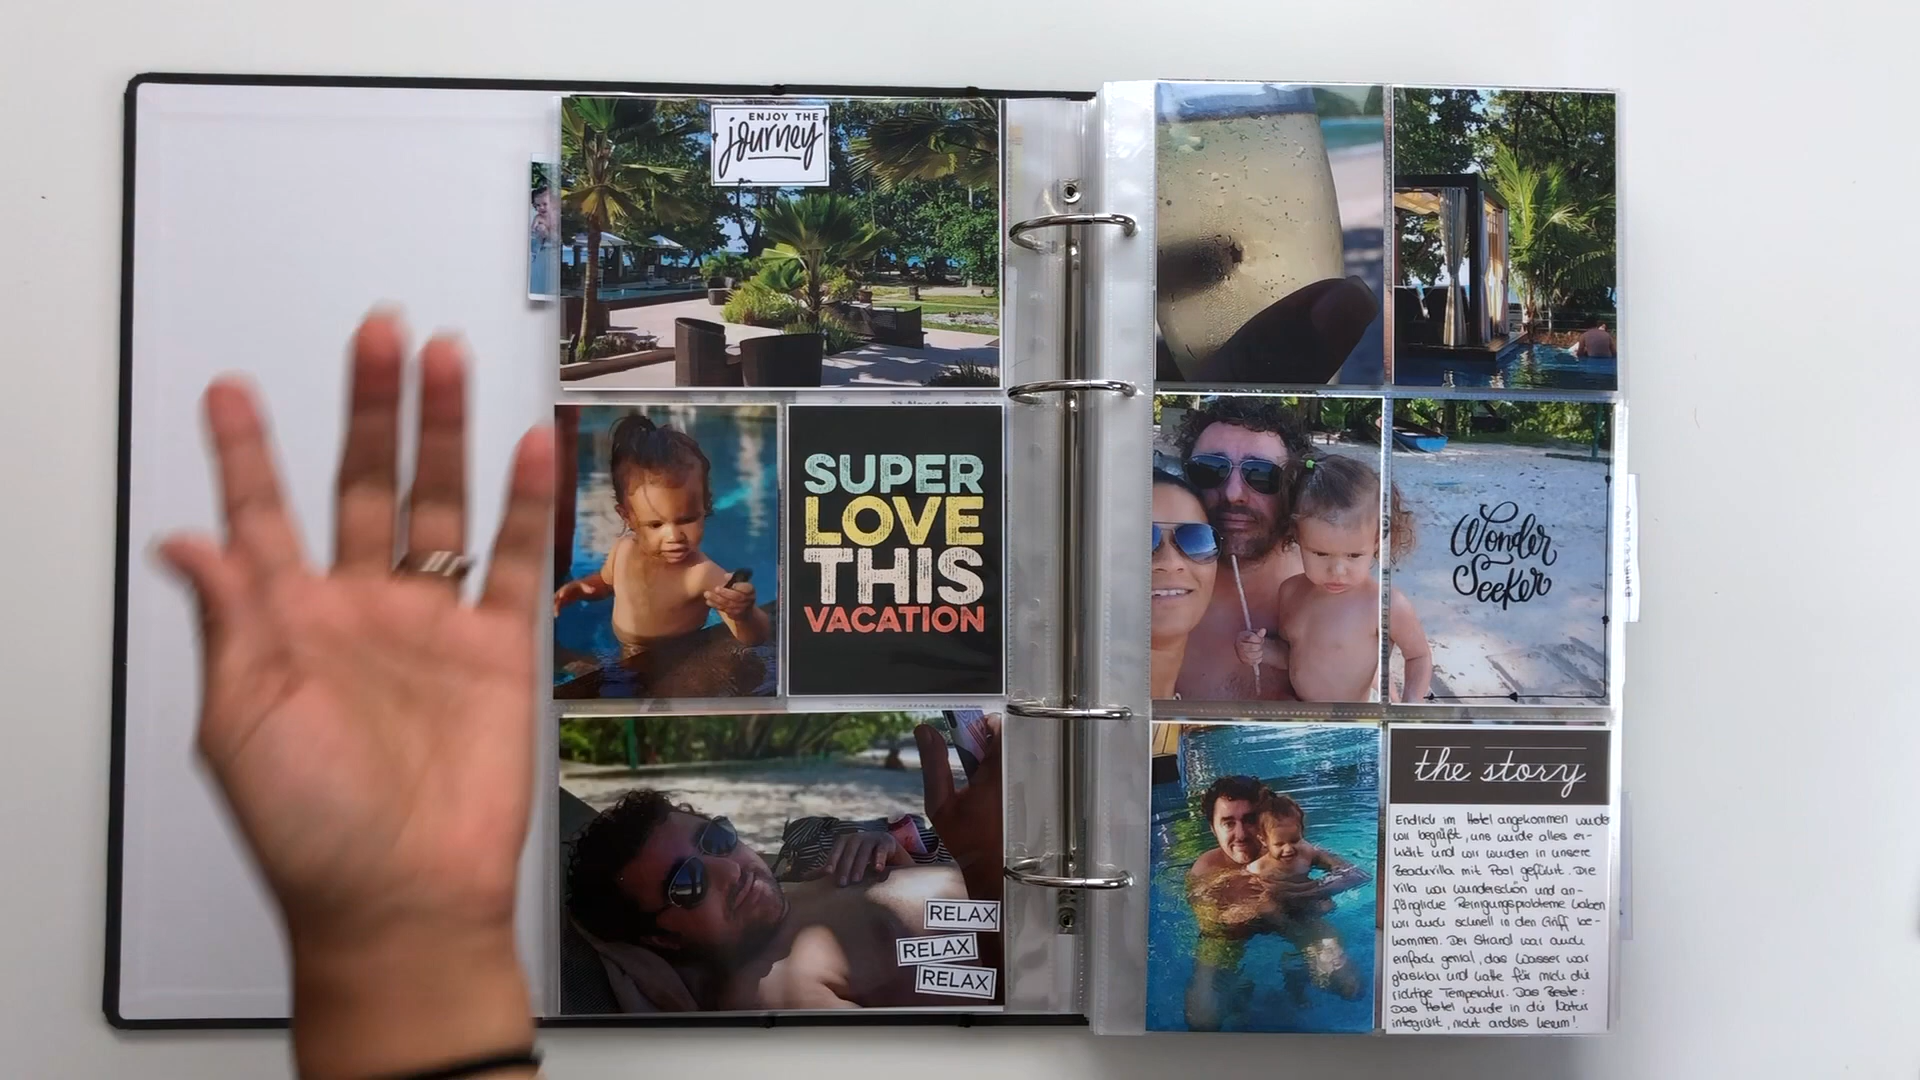 ENJOY THE
journey
SUPER
LOVE
THIS
VACATION
RELAX
RELAX
RELAX
Wonder
Seeker
the story
Endlich im Hotel angekommen wurden
wir begrüßt, uns wurde alles er-
klärt und wir wurden in unsere
Beachvilla mit Pool geführt. Die
Villa war wunderschön und an-
fängliche Reinigungsprobleme haben
wir auch schnell in den Griff be-
kommen. Der Strand war auch
einfach genial, das Wasser war
glasklar und hatte für mich die
richtige Temperatur. Das Beste:
Das Hotel wurde in die Natur
integriert, nicht anders herum!